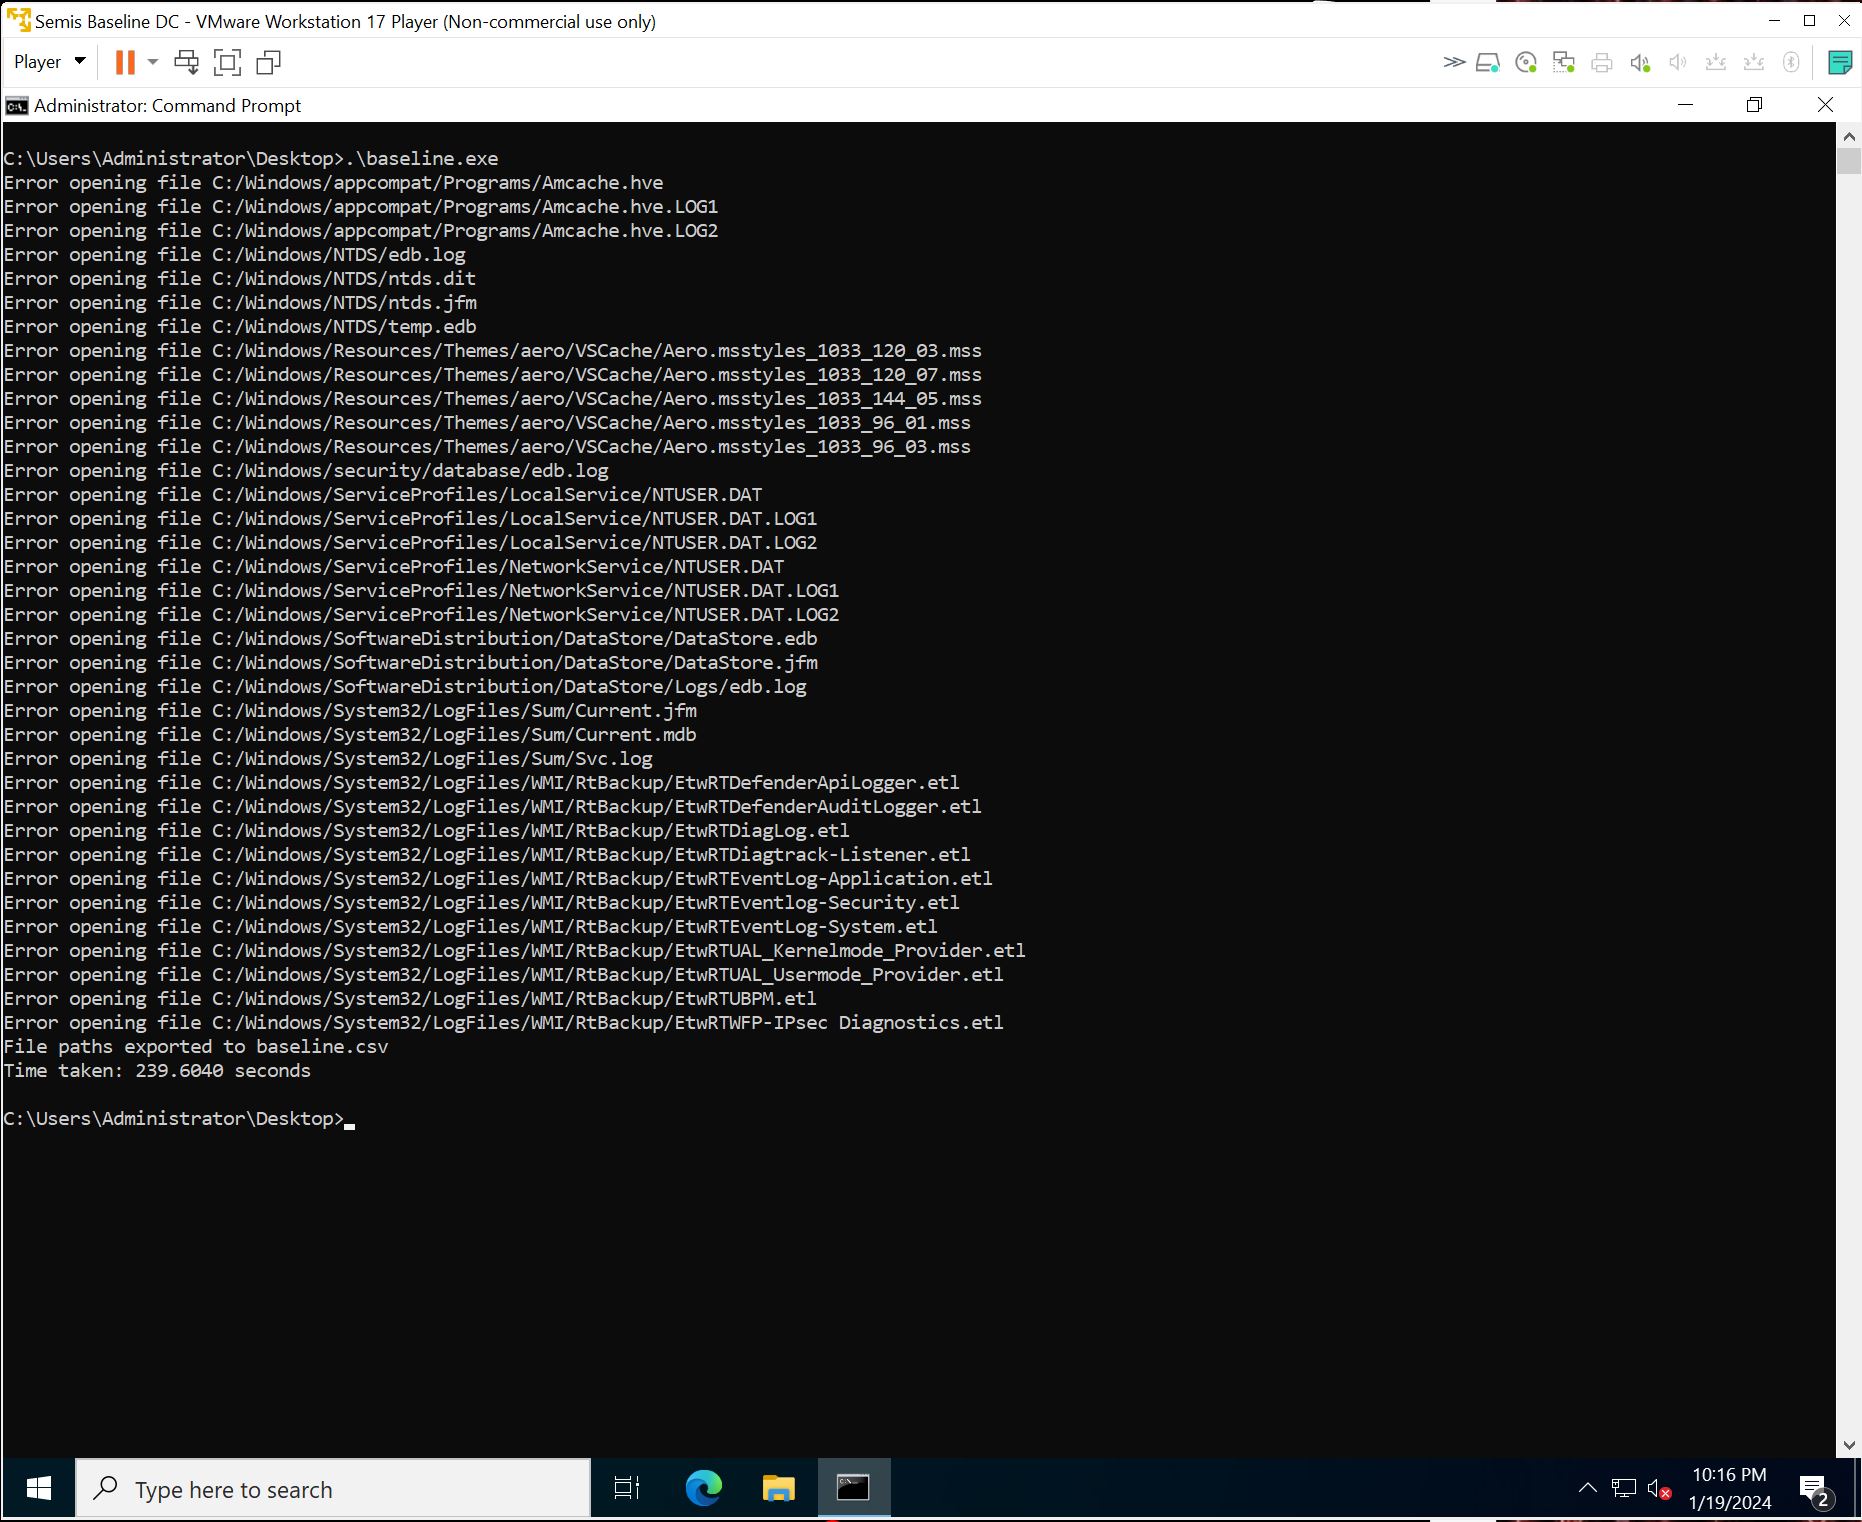 Semis Baseline DC - VMware Workstation 17 Player (Non-commercial use only)
Player
Administrator: Command Prompt
C:\Users\Administrator\Desktop>.\baseline.exe
Error opening file C:/Windows/appcompat/Programs/Amcache.hve
Error opening file C:/Windows/appcompat/Programs/Amcache.hve.LOG1
Error opening file C:/Windows/appcompat/Programs/Amcache.hve.LOG2
Error opening file C:/Windows/NTDS/edb.log
Error opening file C:/Windows/NTDS/ntds.dit
Error opening file C:/Windows/NTDS/ntds.jfm
Error opening file C:/Windows/NTDS/temp.edb
Error opening file C:/Windows/Resources/Themes/aero/VSCache/Aero.msstyles_1033_120_03.mss
Error opening file C:/Windows/Resources/Themes/aero/VSCache/Aero.msstyles_1033_120_07.mss
Error opening file C:/Windows/Resources/Themes/aero/VSCache/Aero.msstyles_1033_144_05.mss
Error opening file C:/Windows/Resources/Themes/aero/VSCache/Aero.msstyles_1033_96_01.mss
Error opening file C:/Windows/Resources/Themes/aero/VSCache/Aero.msstyles_1033_96_03.mss
Error opening file C:/Windows/security/database/edb.log
Error opening file C:/Windows/ServiceProfiles/LocalService/NTUSER.DAT
Error opening file C:/Windows/ServiceProfiles/LocalService/NTUSER.DAT.LOG1
Error opening file C:/Windows/ServiceProfiles/LocalService/NTUSER.DAT.LOG2
Error opening file C:/Windows/ServiceProfiles/NetworkService/NTUSER.DAT
Error opening file C:/Windows/ServiceProfiles/NetworkService/NTUSER.DAT.LOG1
Error opening file C:/Windows/ServiceProfiles/NetworkService/NTUSER.DAT.LOG2
Error opening file C:/Windows/SoftwareDistribution/DataStore/DataStore.edb
Error opening file C:/Windows/SoftwareDistribution/DataStore/DataStore.jfm
Error opening file C:/Windows/SoftwareDistribution/DataStore/Logs/edb.log
Error opening file C:/Windows/System32/LogFiles/Sum/Current.jfm
Error opening file C:/Windows/System32/LogFiles/Sum/Current.mdb
Error opening file C:/Windows/System32/LogFiles/Sum/Svc.log
Error opening file C:/Windows/System32/LogFiles/WMI/RtBackup/EtwRTDefenderApiLogger.etl
Error opening file C:/Windows/System32/LogFiles/WMI/RtBackup/EtwRTDefenderAuditLogger.etl
Error opening file C:/Windows/System32/LogFiles/WMI/RtBackup/EtwRTDiagLog.etl
Error opening file C:/Windows/System32/LogFiles/WMI/RtBackup/EtwRTDiagtrack-Listener.etl
Error opening file C:/Windows/System32/LogFiles/WMI/RtBackup/EtwRTEventLog-Application.etl
Error opening file C:/Windows/System32/LogFiles/WMI/RtBackup/EtwRTEventlog-Security.etl
Error opening file C:/Windows/System32/LogFiles/WMI/RtBackup/EtwRTEventLog-System.etl
Error opening file C:/Windows/System32/LogFiles/WMI/RtBackup/EtwRTUAL_Kernelmode_Provider.etl
Error opening file C:/Windows/System32/LogFiles/WMI/RtBackup/EtwRTUAL_Usermode_Provider.etl
Error opening file C:/Windows/System32/LogFiles/WMI/RtBackup/EtwRTUBPM.etl
Error opening file C:/Windows/System32/LogFiles/WMI/RtBackup/EtwRTWFP-IPsec Diagnostics.etl
File paths exported to baseline.csv
Time taken: 239.6040 seconds
C:\Users\Administrator\Desktop>
Type here to search
10:16 PM
1/19/2024
2